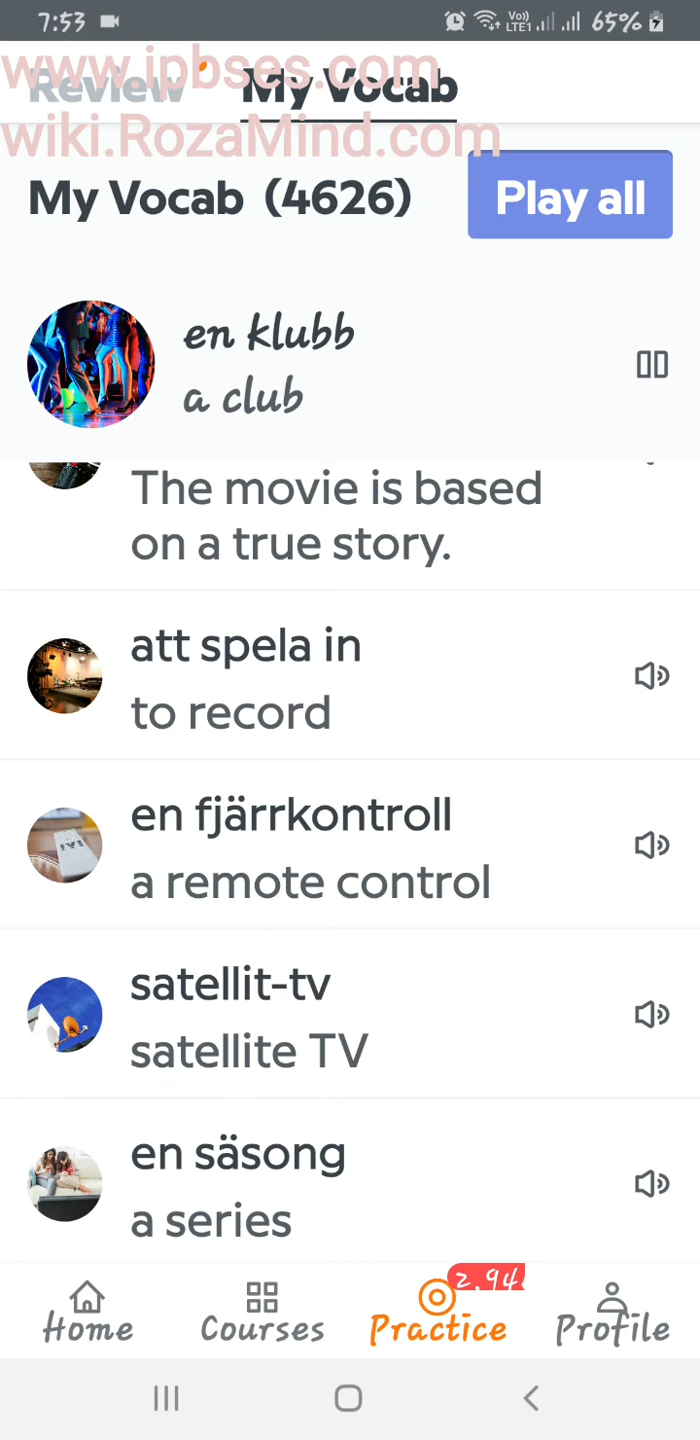 7:53
Vo)) LTE1 65%
www.ipbses.com
Review My Vocab
wiki.RozaMind.com
My Vocab (4626) Play all
en klubb
a club
The movie is based
on a true story.
att spela in
to record
en fjärrkontroll
a remote control
satellit-tv
satellite TV
en säsong
a series
2.94
Home Courses Practice Profile